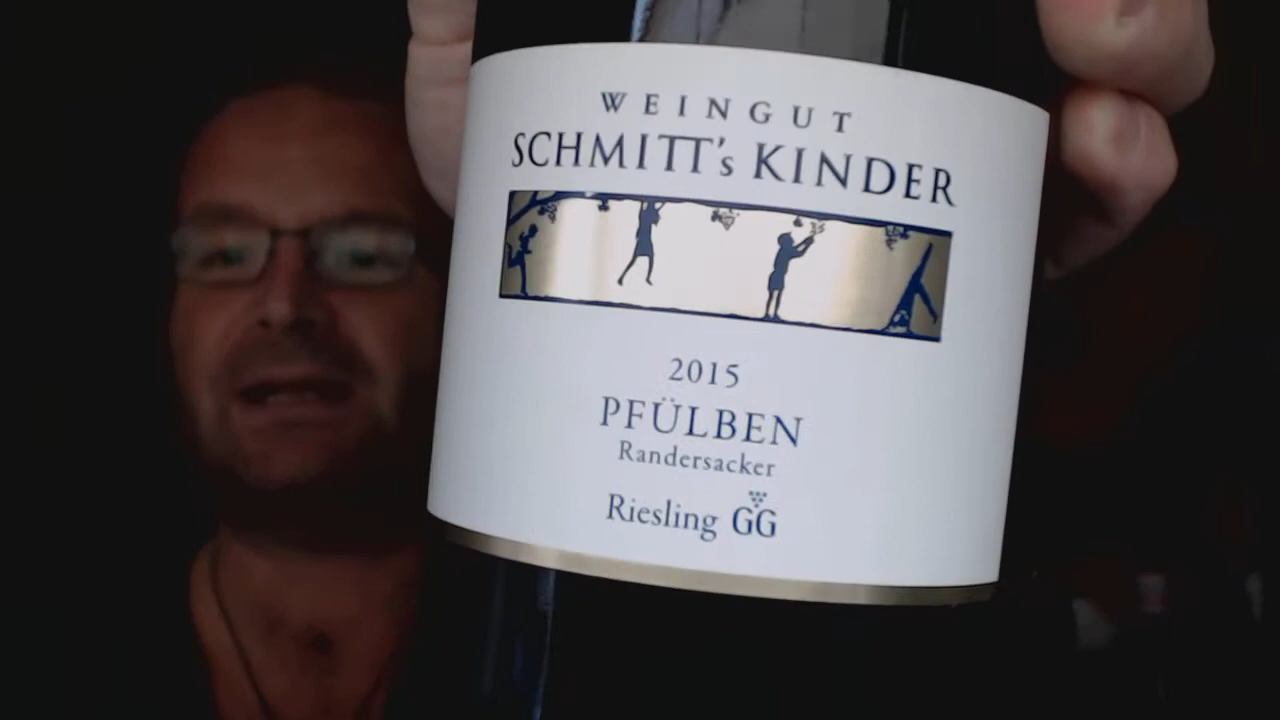 WEINGUT
SCHMITT's KINDER
2015
PFÜLBEN
Randersacker
Riesling GG